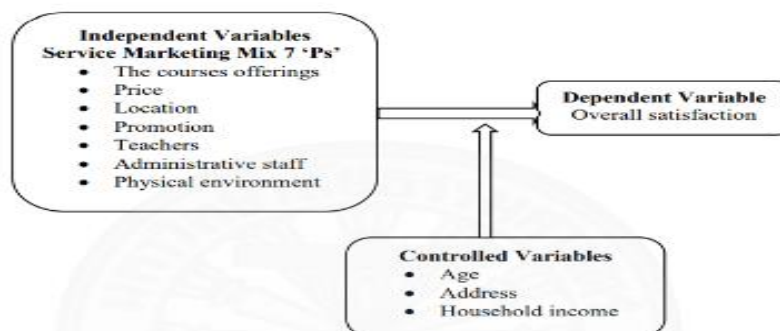 Independent Variables
Service Marketing Mix 7 ‘Ps’
• The courses offerings
• Price
• Location
• Promotion
• Teachers
• Administrative staff
• Physical environment
Dependent Variable
Overall satisfaction
Controlled Variables
• Age
• Address
• Household income